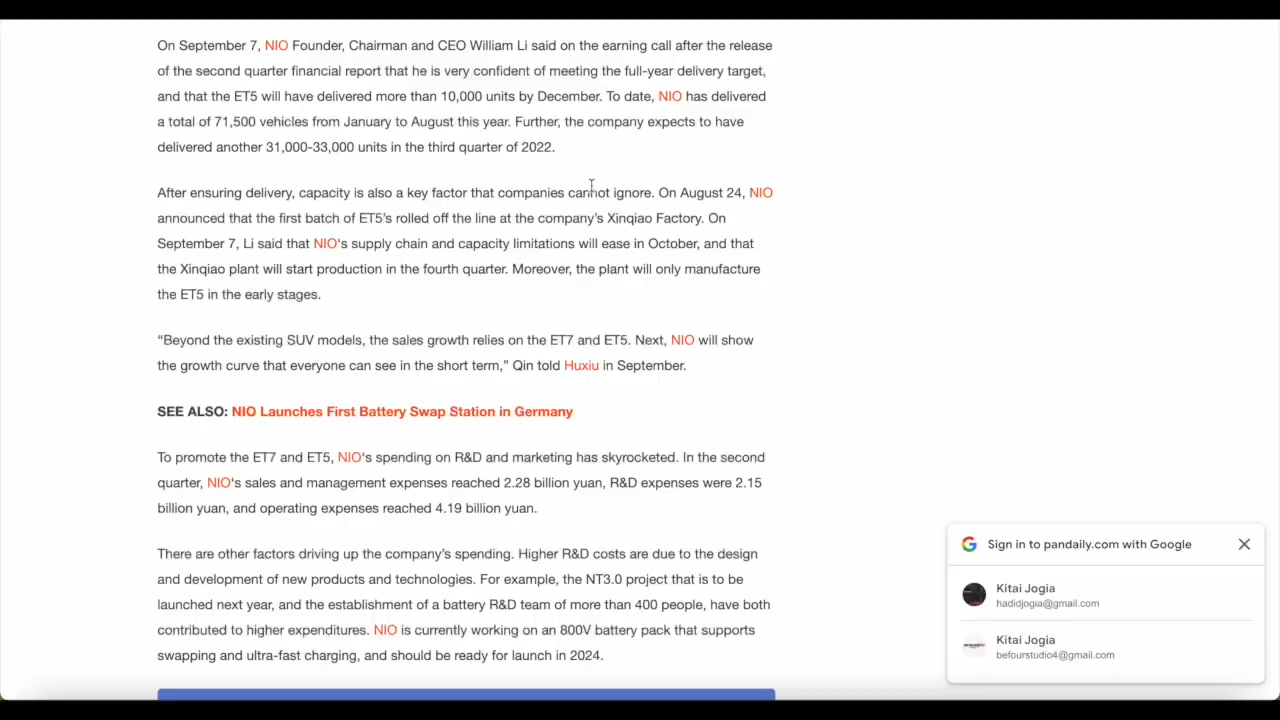 On September 7, NIO Founder, Chairman and CEO William Li said on the earning call after the release
of the second quarter financial report that he is very confident of meeting the full-year delivery target,
and that the ET5 will have delivered more than 10,000 units by December. To date, NIO has delivered
a total of 71,500 vehicles from January to August this year. Further, the company expects to have
delivered another 31,000-33,000 units in the third quarter of 2022.
After ensuring delivery, capacity is also a key factor that companies cannot ignore. On August 24, NIO
announced that the first batch of ET5’s rolled off the line at the company’s Xinqiao Factory. On
September 7, Li said that NIO‘s supply chain and capacity limitations will ease in October, and that
the Xinqiao plant will start production in the fourth quarter. Moreover, the plant will only manufacture
the ET5 in the early stages.
“Beyond the existing SUV models, the sales growth relies on the ET7 and ET5. Next, NIO will show
the growth curve that everyone can see in the short term,” Qin told Huxiu in September.
SEE ALSO: NIO Launches First Battery Swap Station in Germany
To promote the ET7 and ET5, NIO‘s spending on R&D and marketing has skyrocketed. In the second
quarter, NIO‘s sales and management expenses reached 2.28 billion yuan, R&D expenses were 2.15
billion yuan, and operating expenses reached 4.19 billion yuan.
There are other factors driving up the company’s spending. Higher R&D costs are due to the design
and development of new products and technologies. For example, the NT3.0 project that is to be
launched next year, and the establishment of a battery R&D team of more than 400 people, have both
contributed to higher expenditures. NIO is currently working on an 800V battery pack that supports
swapping and ultra-fast charging, and should be ready for launch in 2024.
Sign in to pandaily.com with Google
Kitai Jogia
hadidjogia@gmail.com
Kitai Jogia
befourstudio4@gmail.com